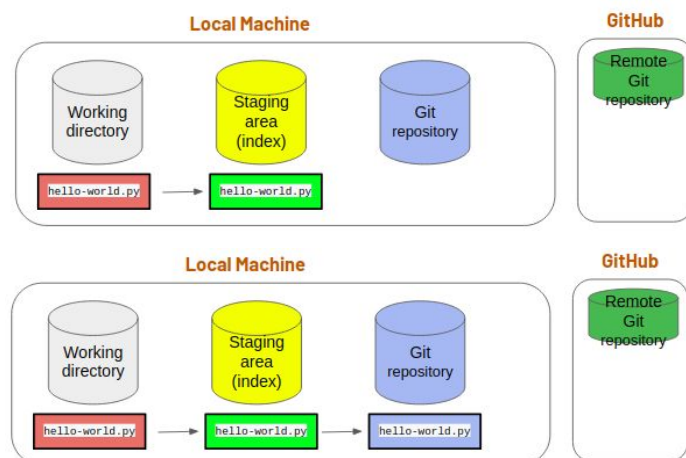 Local Machine
GitHub
Working
directory
Staging
area
(index)
Git
repository
Remote
Git
repository
hello-world.py
hello-world.py
Local Machine
GitHub
Working
directory
Staging
area
(index)
Git
repository
Remote
Git
repository
hello-world.py
hello-world.py
hello-world.py